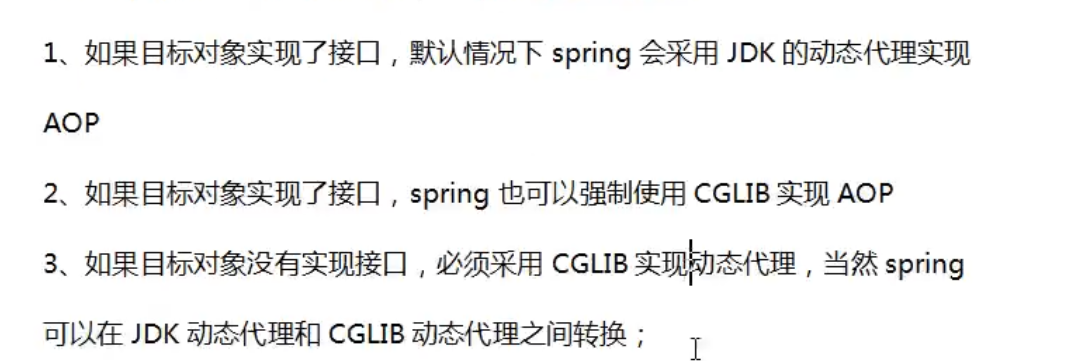 1、如果目标对象实现了接口，默认情况下 spring 会采用 JDK 的动态代理实现
AOP
2、如果目标对象实现了接口，spring 也可以强制使用 CGLIB 实现 AOP
3、如果目标对象没有实现接口，必须采用 CGLIB 实现动态代理，当然 spring
可以在 JDK 动态代理和 CGLIB 动态代理之间转换；